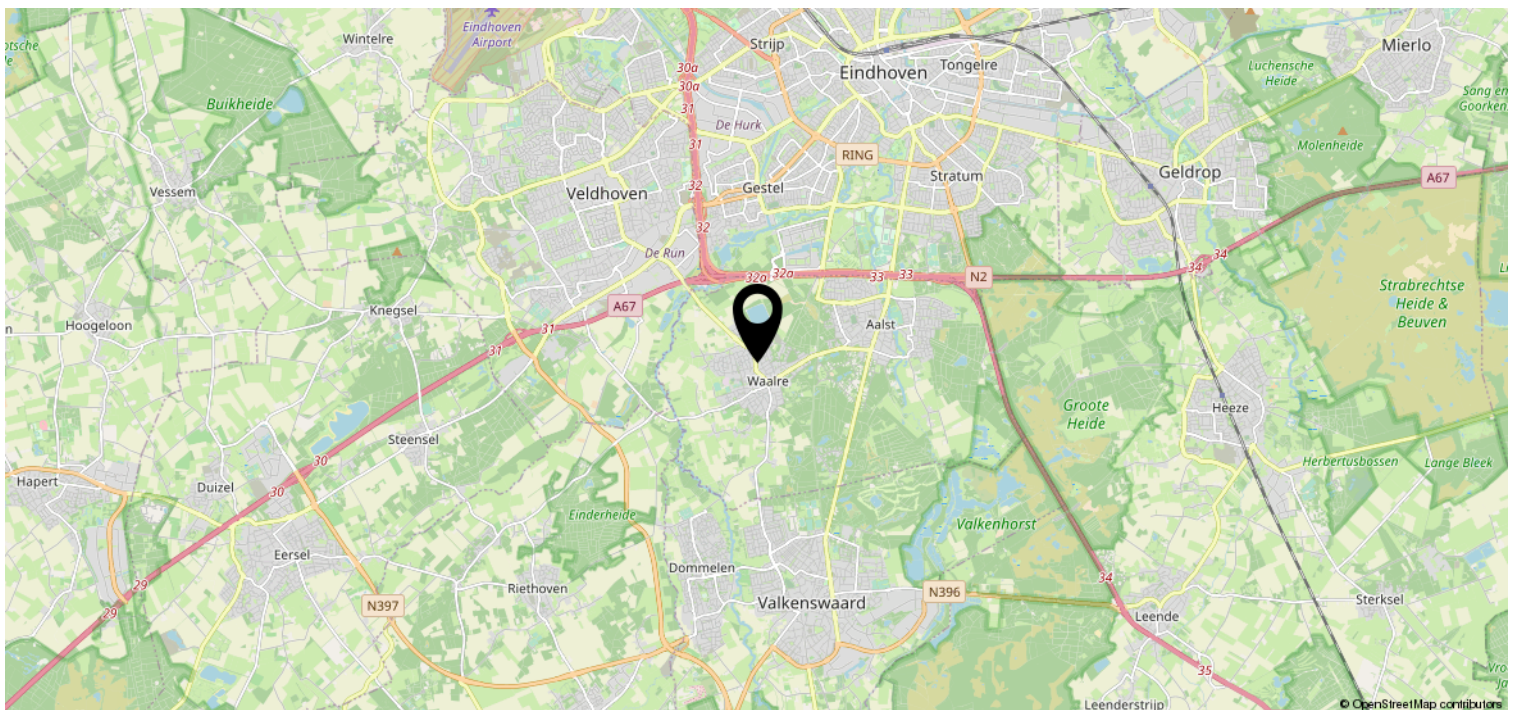 Eindhoven
Airport
Wintelre
Strijp
Eindhoven
Tongelre
Mierlo
Luchensche
Heide
30a
30a
Buikheide
31
De Hurk
31
RING
Molenheide
Vessem
Veldhoven
32
Gestel
Stratum
Geldrop
A67
32
De Run
32a
32a
33
33
N2
34
34
Strabrechtse
Heide &
Beuven
Knegsel
A67
Hoogeloon
31
31
Aalst
Waalre
Groote
Heide
Heeze
Steensel
30
30
Hapert
Duizel
Herbertusbossen
Lange Bleek
Einderheide
Valkenhorst
Eersel
Dommelen
Riethoven
29
29
N397
Valkenswaard
N396
34
Leende
Sterksel
35
Leenderstrijp
© OpenStreetMap contributors